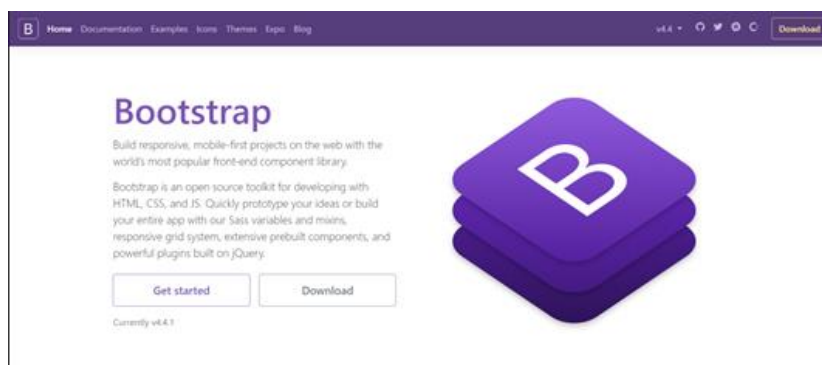 B Home Documentation Examples Icons Themes Expo Blog v4.4 Download
Bootstrap
Build responsive, mobile-first projects on the web with the
world's most popular front-end component library.
Bootstrap is an open source toolkit for developing with
HTML, CSS, and JS. Quickly prototype your ideas or build
your entire app with our Sass variables and mixins,
responsive grid system, extensive prebuilt components, and
powerful plugins built on jQuery.
B
Get started Download
Currently v4.4.1